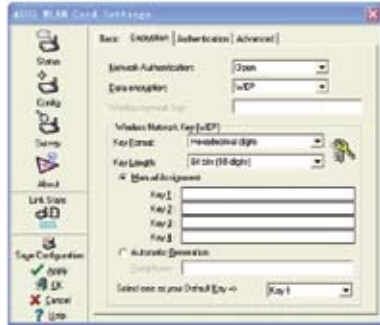 ASUS WLAN Card Settings
Status
Config
Survey
About
Link State
Save Configuration
Apply
OK
Cancel
Help
Basic Encryption Authentication Advanced
Network Authentication: Open
Data encryption: WEP
Wireless Network Key:
Wireless Network Key (WEP)
Key Format: Hexadecimal digits
Key Length: 64 bits (10 digits)
Manual Assignment
Key 1:
Key 2:
Key 3:
Key 4:
Automatic Generation
Select one as your Default Key =>
Key 1